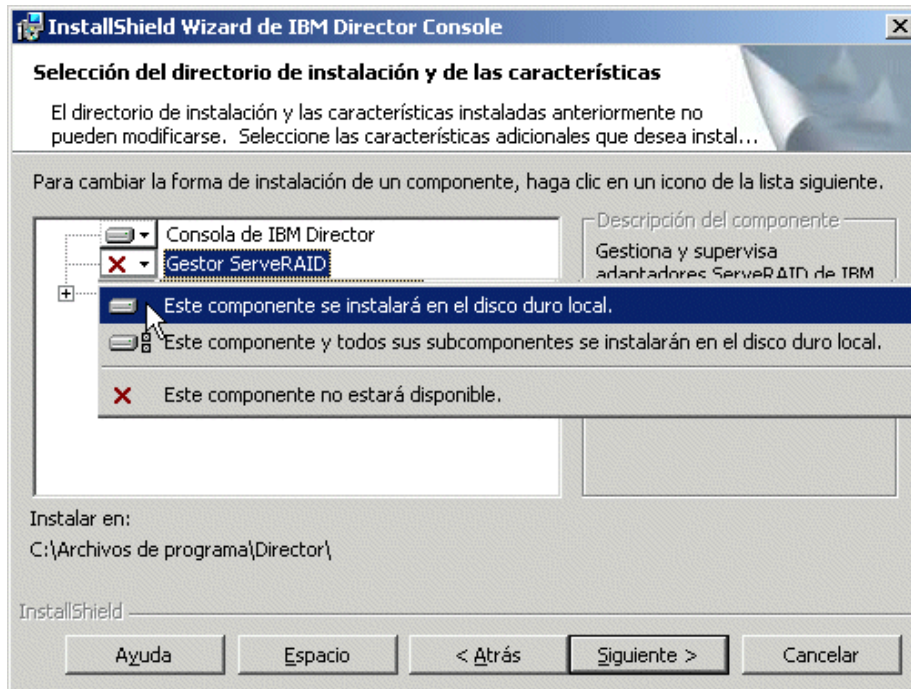 InstallShield Wizard de IBM Director Console
Selección del directorio de instalación y de las características
El directorio de instalación y las características instaladas anteriormente no
pueden modificarse. Seleccione las características adicionales que desea instal...
Para cambiar la forma de instalación de un componente, haga clic en un icono de la lista siguiente.
Consola de IBM Director
Gestor ServeRAID
Descripción del componente
Gestiona y supervisa
adaptadores ServeRAID de IBM
Este componente se instalará en el disco duro local.
Este componente y todos sus subcomponentes se instalarán en el disco duro local.
Este componente no estará disponible.
Instalar en:
C:\Archivos de programa\Director\
InstallShield
Ayuda
Espacio
< Atrás
Siguiente >
Cancelar